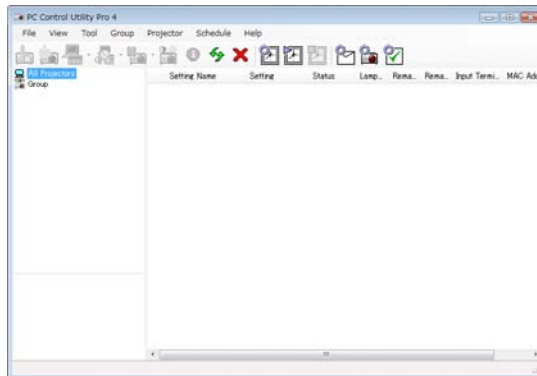 PC Control Utility Pro 4
File View Tool Group Projector Schedule Help
All Projectors
Group
Setting Name Setting Status Lamp... Rema... Rema... Input Termi... MAC Add